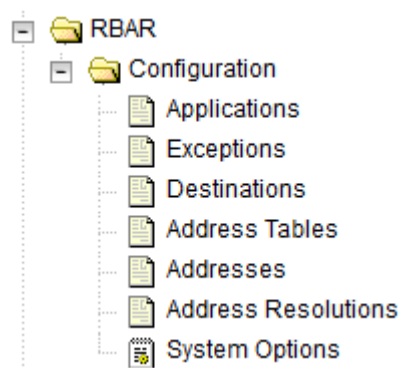 RBAR
Configuration
Applications
Exceptions
Destinations
Address Tables
Addresses
Address Resolutions
System Options